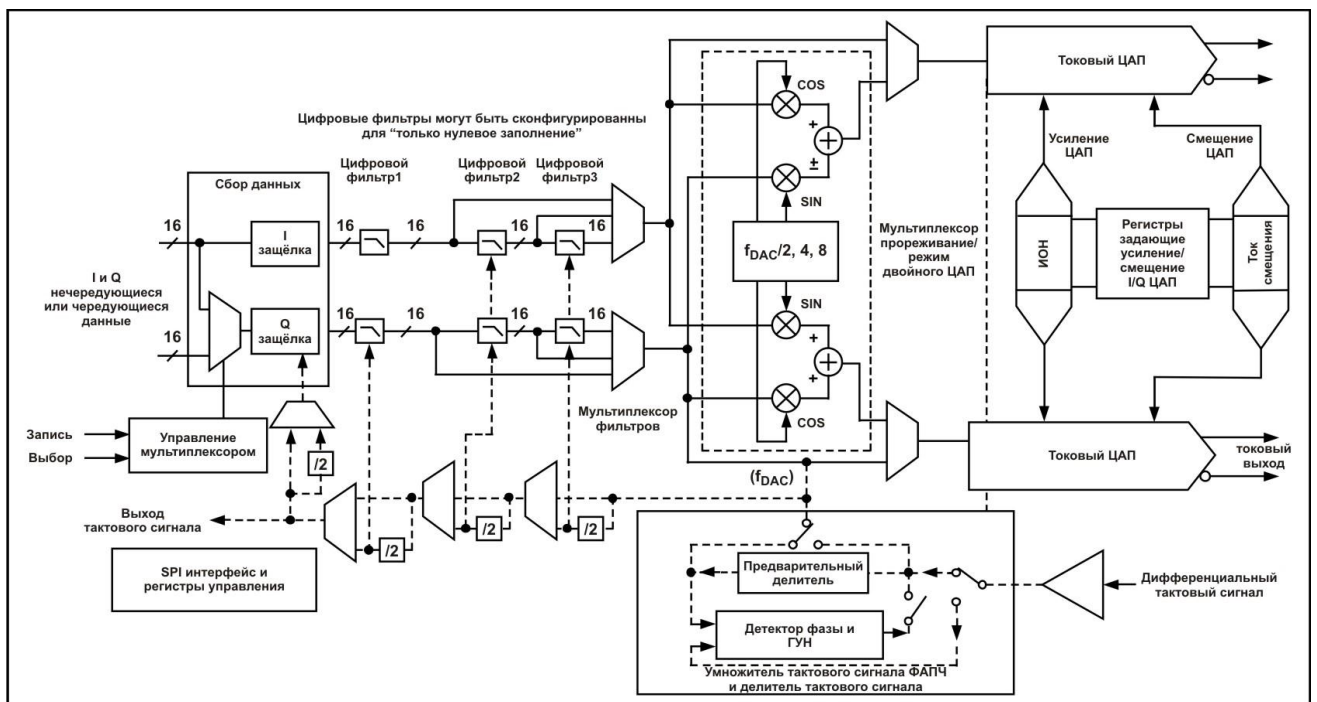 Токовый ЦАП
COS
Цифровые фильтры могут быть сконфигурированны
для “только нулевое заполнение”
+
±
Усиление
ЦАП
Смещение
ЦАП
Цифровой
фильтр1
Цифровой
фильтр2
Цифровой
фильтр3
Сбор данных
SIN
16
16
16
16
16
16
I
защёлка
Мультиплексор
прореживание/
режим
двойного ЦАП
fDAC/2, 4, 8
ИОН
Регистры
задающие
усиление/
смещение
I/Q ЦАП
Ток
смещения
I и Q
нечередующиеся
или чередующиеся
данные
SIN
16
16
16
16
16
16
Q
защёлка
+
+
Мультиплексор
фильтров
COS
Запись
Выбор
Управление
мультиплексором
/2
Токовый ЦАП
токовый
выход
(fDAC)
Выход
тактового сигнала
/2
/2
/2
SPI интерфейс и
регистры управления
Предварительный
делитель
Дифференциальный
тактовый сигнал
Детектор фазы и
ГУН
Умножитель тактового сигнала ФАПЧ
и делитель тактового сигнала